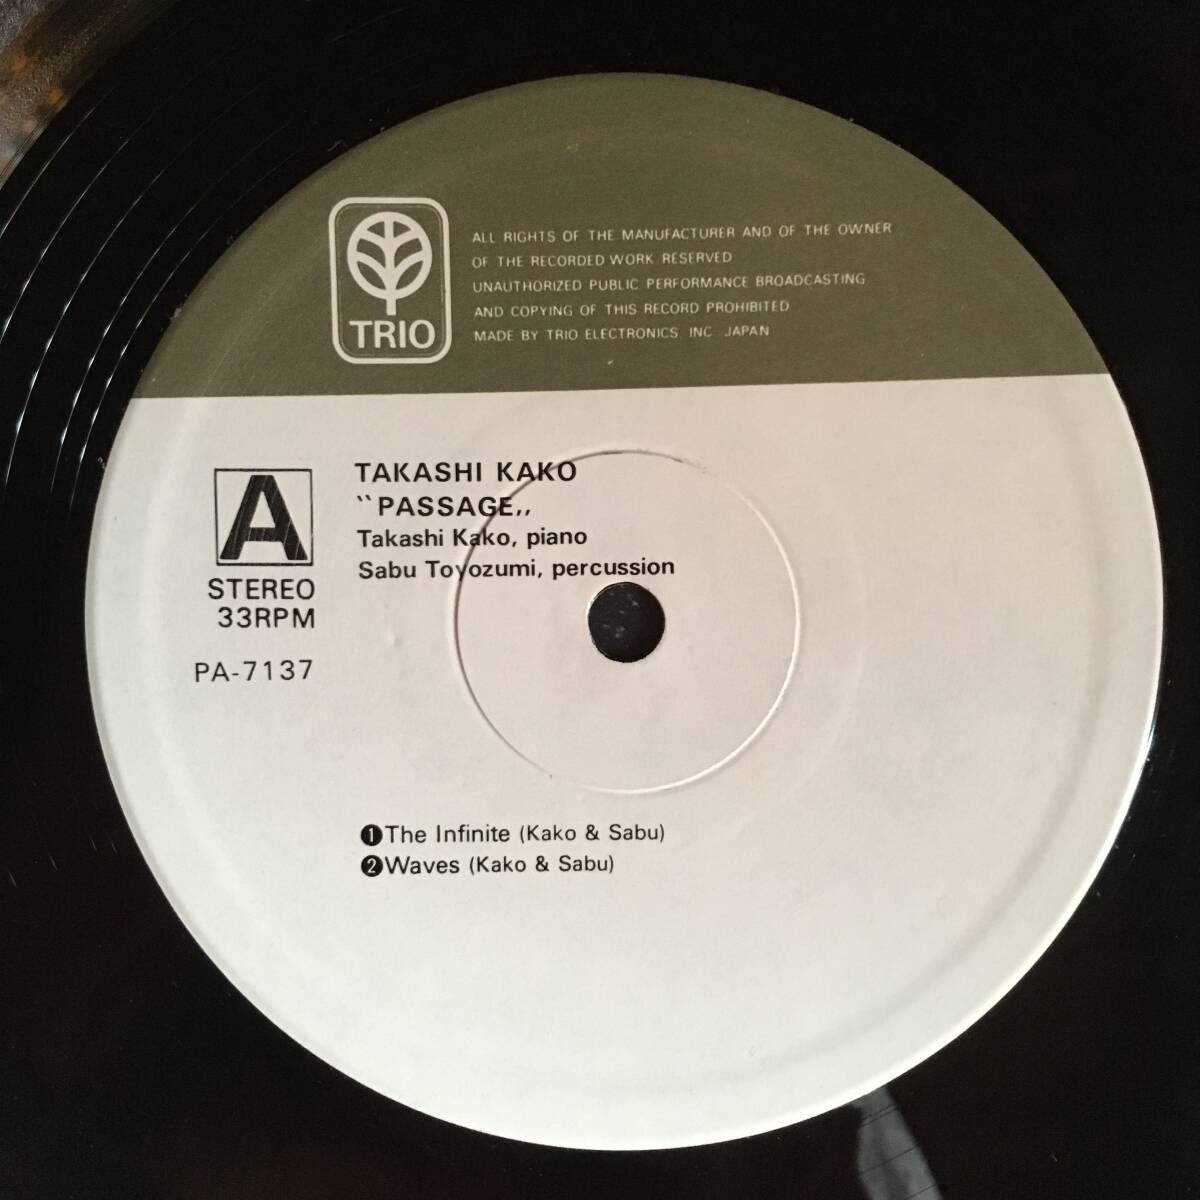 TRIO
ALL RIGHTS OF THE MANUFACTURER AND OF THE OWNER
OF THE RECORDED WORK RESERVED
UNAUTHORIZED PUBLIC PERFORMANCE BROADCASTING
AND COPYING OF THIS RECORD PROHIBITED
MADE BY TRIO ELECTRONICS INC JAPAN
A
STEREO
33RPM
PA-7137
TAKASHI KAKO
‶PASSAGE„
Takashi Kako, piano
Sabu Toyozumi, percussion
❶The Infinite (Kako & Sabu)
❷Waves (Kako & Sabu)